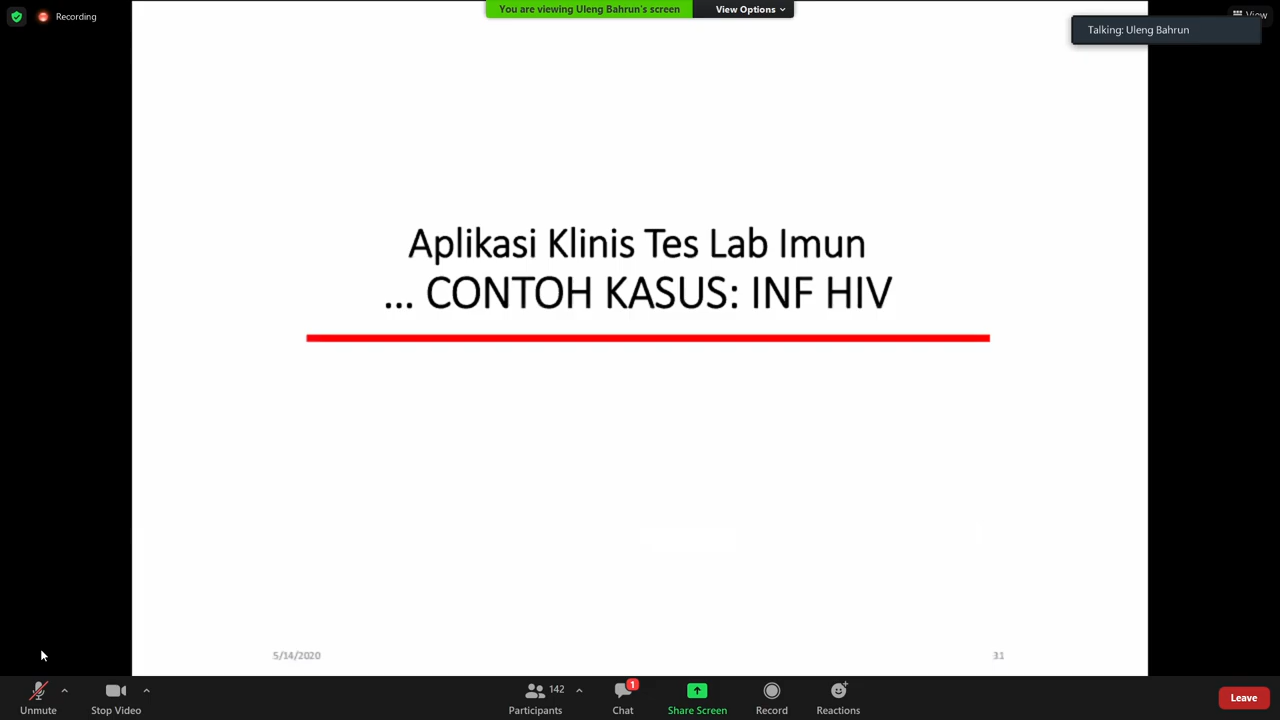 Recording
You are viewing Uleng Bahrun's screen
View Options
View
Talking: Uleng Bahrun
Aplikasi Klinis Tes Lab Imun
... CONTOH KASUS: INF HIV
5/14/2020
31
Unmute
Stop Video
142
Participants
1
Chat
Share Screen
Record
Reactions
Leave